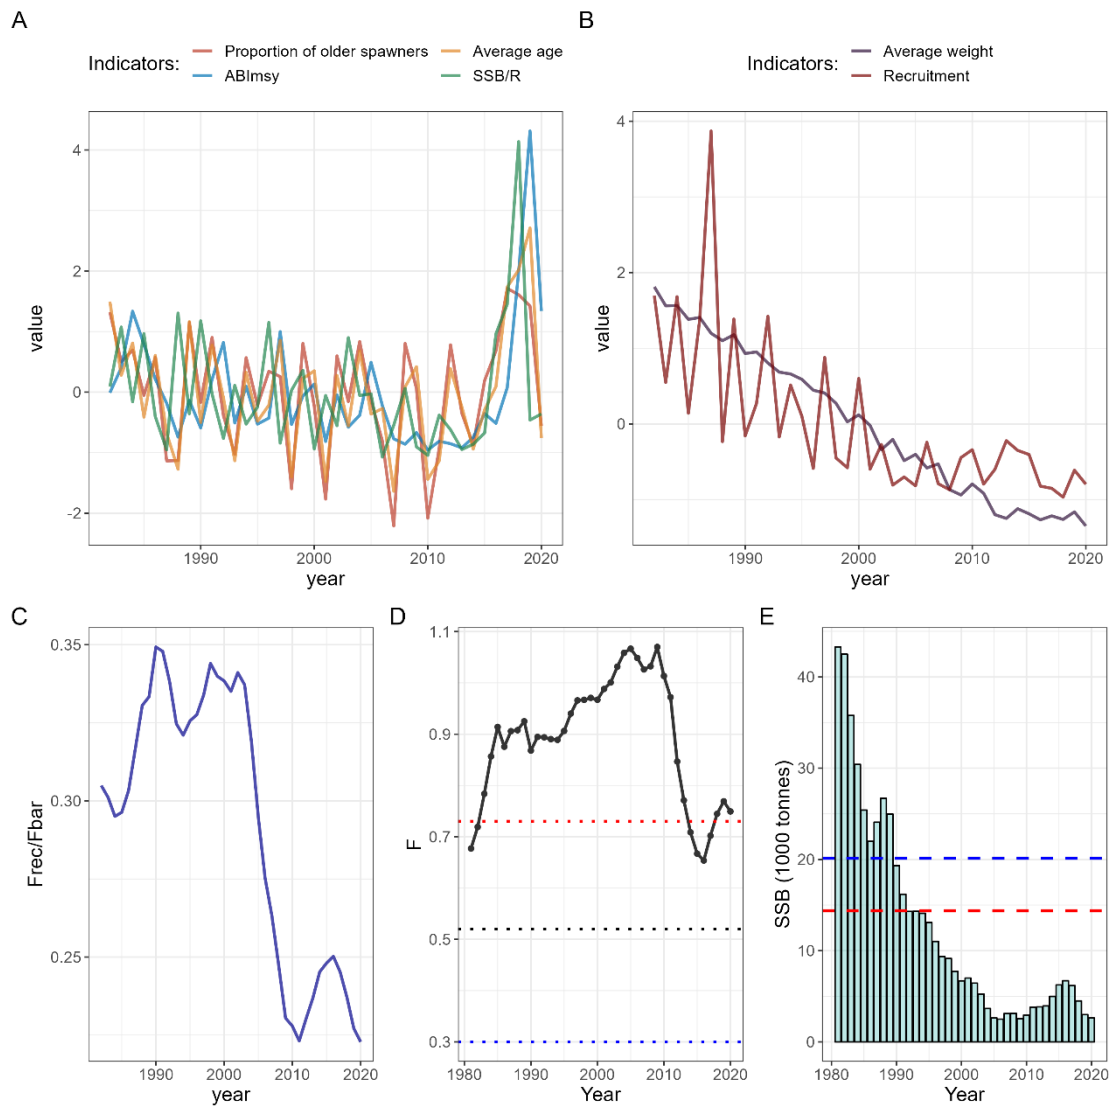 A
Indicators:
Proportion of older spawners
Average age
ABImsy
SSB/R
value
4
2
0
-2
1990
2000
2010
2020
year
B
Indicators:
Average weight
Recruitment
value
4
2
0
1990
2000
2010
2020
year
C
Frec/Fbar
0.35
0.30
0.25
1990
2000
2010
2020
year
D
F
1.1
0.9
0.7
0.5
0.3
1980
1990
2000
2010
2020
Year
E
SSB (1000 tonnes)
40
30
20
10
0
1980
1990
2000
2010
2020
Year